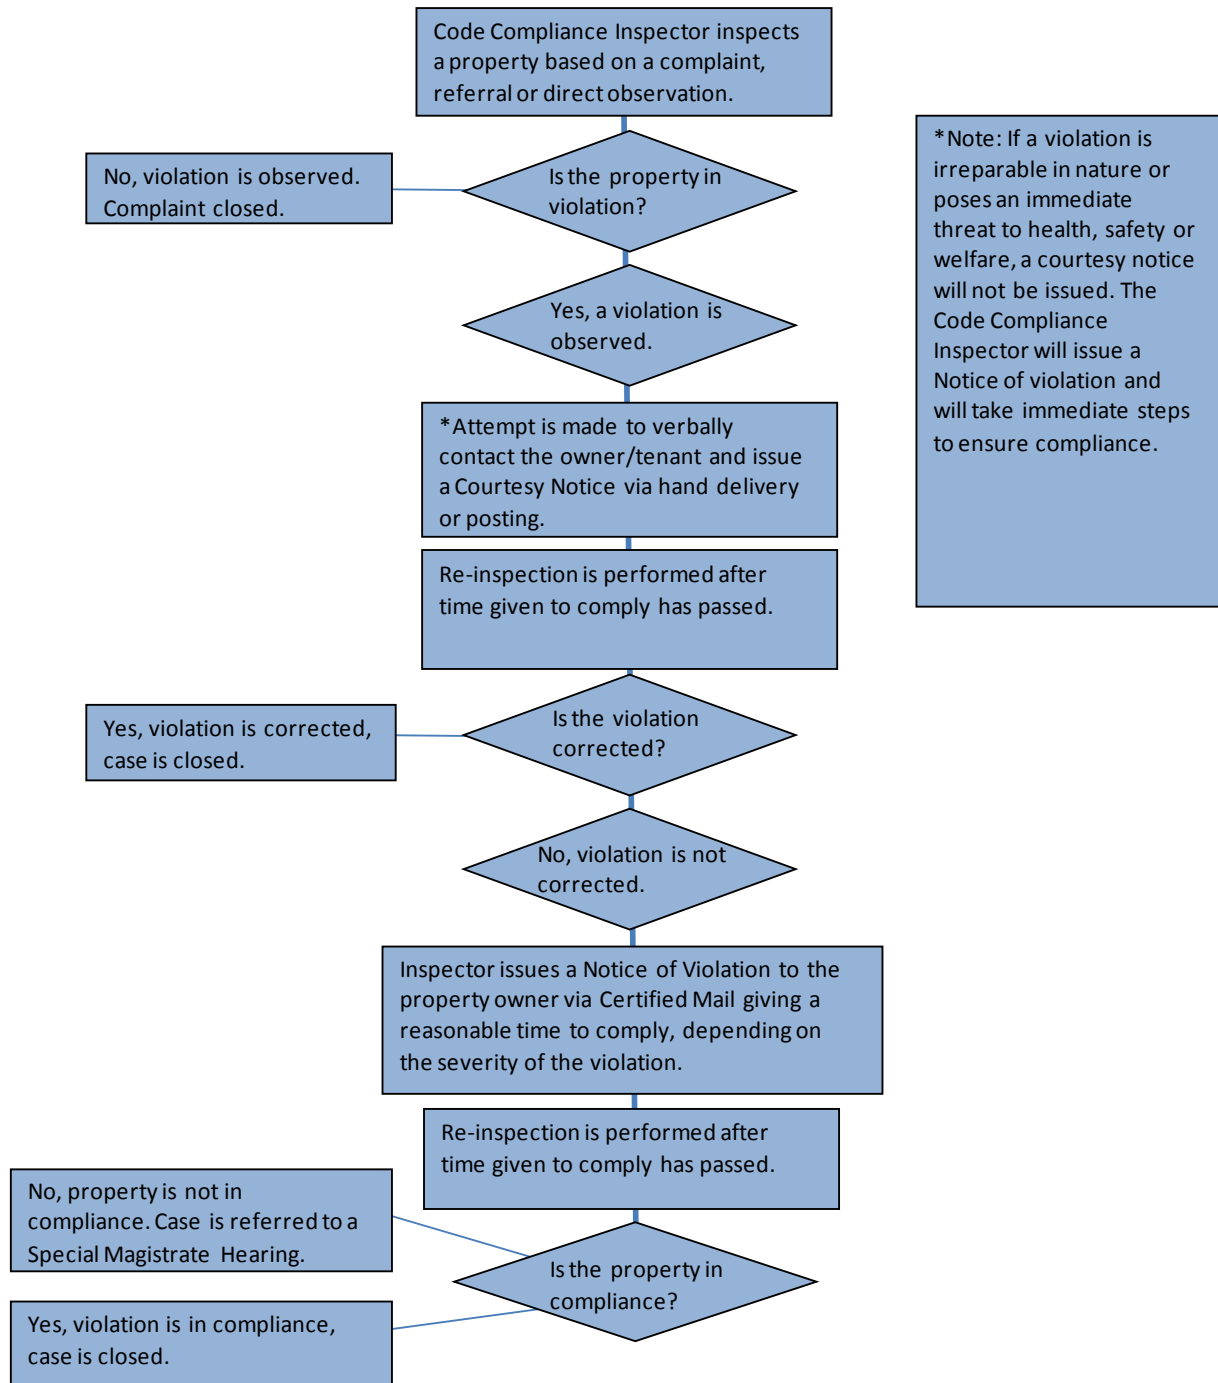 Code Compliance Inspector inspects
a property based on a complaint,
referral or direct observation.
Is the property in
violation?
No, violation is observed.
Complaint closed.
*Note: If a violation is
irreparable in nature or
poses an immediate
threat to health, safety or
welfare, a courtesy notice
will not be issued. The
Code Compliance
Inspector will issue a
Notice of violation and
will take immediate steps
to ensure compliance.
Yes, a violation is
observed.
*Attempt is made to verbally
contact the owner/tenant and issue
a Courtesy Notice via hand delivery
or posting.
Re-inspection is performed after
time given to comply has passed.
Is the violation
corrected?
Yes, violation is corrected,
case is closed.
No, violation is not
corrected.
Inspector issues a Notice of Violation to the
property owner via Certified Mail giving a
reasonable time to comply, depending on
the severity of the violation.
Re-inspection is performed after
time given to comply has passed.
No, property is not in
compliance. Case is referred to a
Special Magistrate Hearing.
Is the property in
compliance?
Yes, violation is in compliance,
case is closed.